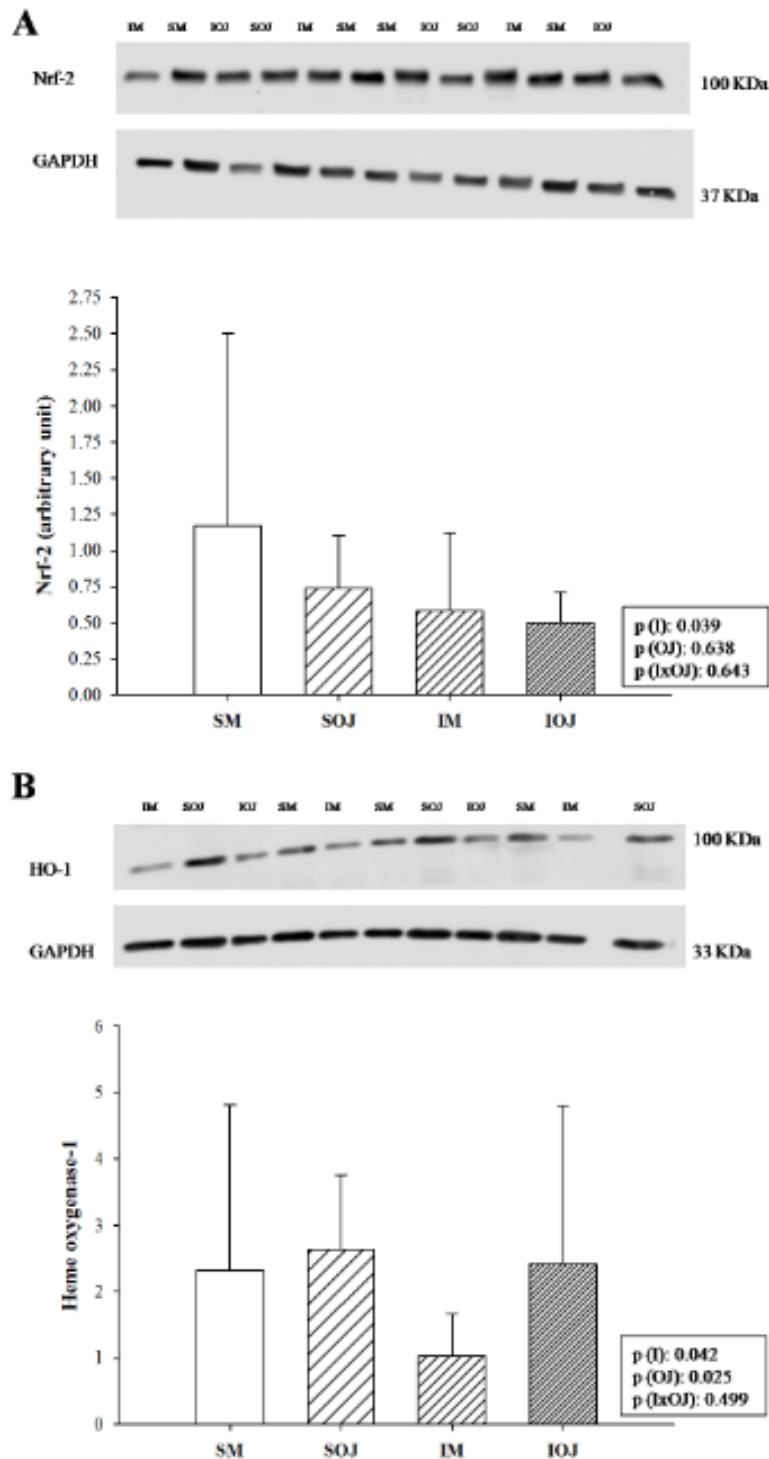 A
IM SM IOJ SOJ IM SM SM IOJ SOJ IM SM IOJ
Nrf-2
100 KDa
GAPDH
37 KDa
2.75
2.50
2.25
2.00
1.75
1.50
1.25
1.00
0.75
0.50
0.25
0.00
Nrf-2 (arbitrary unit)
p (I): 0.039
p (OJ): 0.638
p (IxOJ): 0.643
SM SOJ IM IOJ
B
IM SOJ IOJ SM IM SM SOJ IOJ SM IM SOJ
100 KDa
HO-1
GAPDH
33 KDa
6
5
4
3
2
1
0
Heme oxygenase-1
p (I): 0.042
p (OJ): 0.025
p (IxOJ): 0.499
SM SOJ IM IOJ